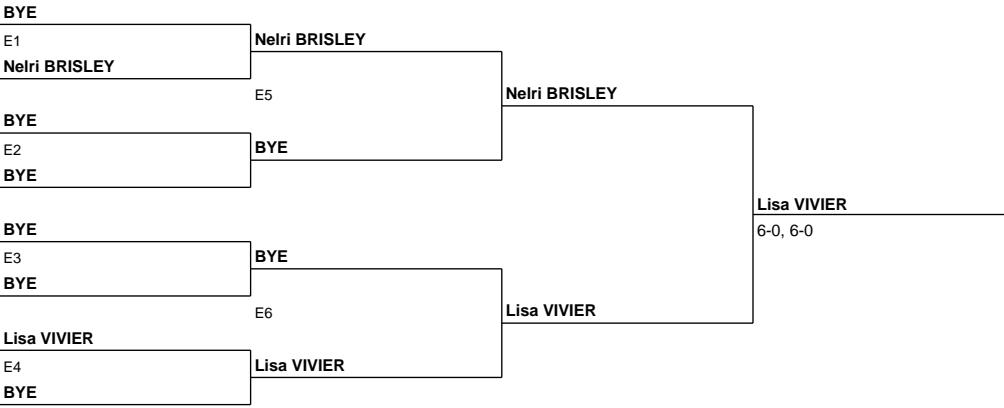 BYE
E1
Nelri BRISLEY
Nelri BRISLEY
E5
Nelri BRISLEY
BYE
E2
BYE
BYE
Lisa VIVIER
6-0, 6-0
BYE
E3
BYE
BYE
E6
Lisa VIVIER
Lisa VIVIER
E4
Lisa VIVIER
BYE